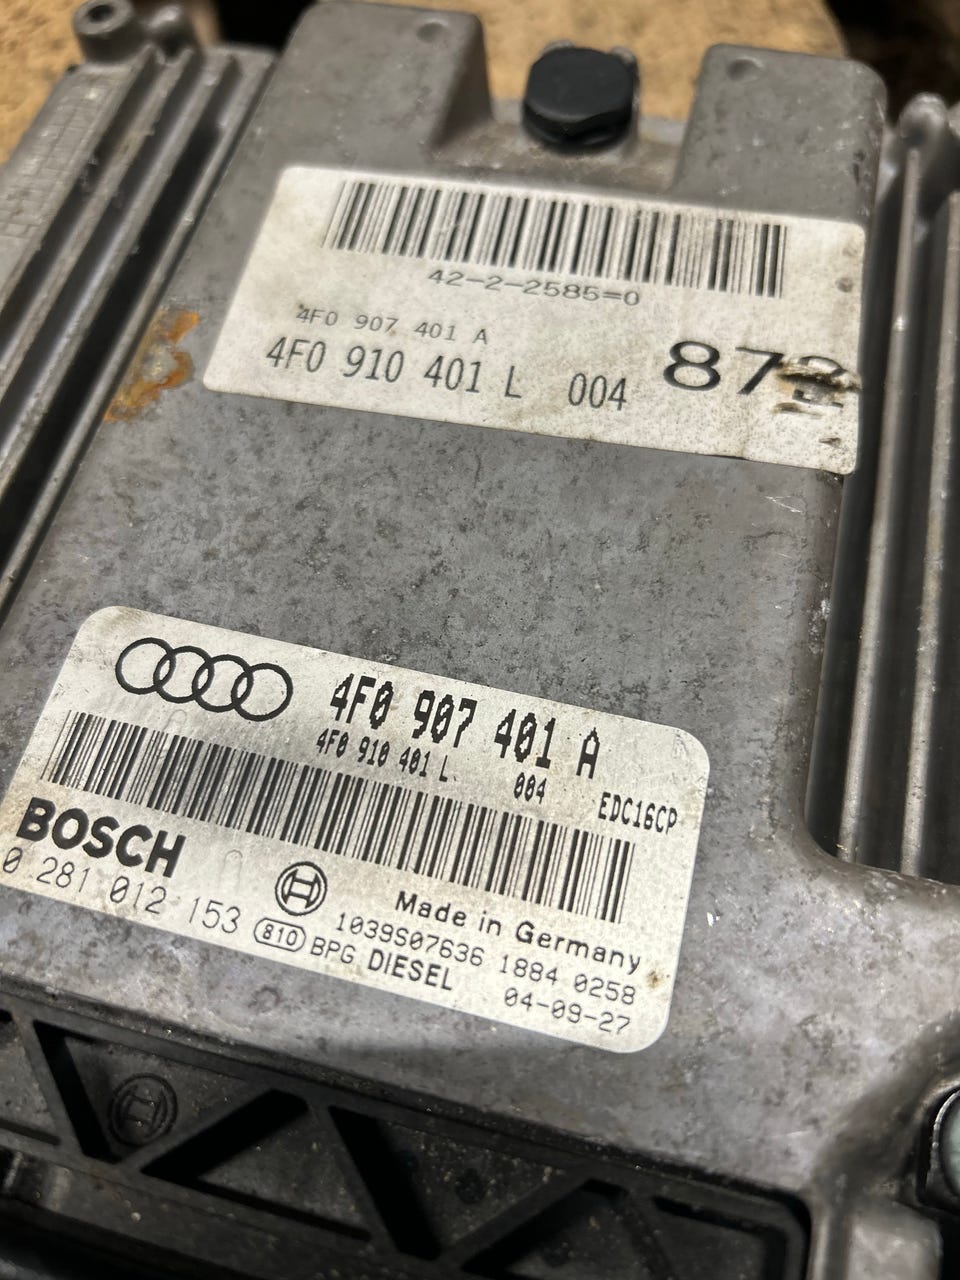 42-2-2585=0
4F0 907 401 A
4F0 910 401 L 004
4F0 907 401 A
4F0 910 401 L 004 EDC16CP
BOSCH
0 281 012 153
Made in Germany
1039S07636 1884 0258
810 BPG DIESEL 04-09-27